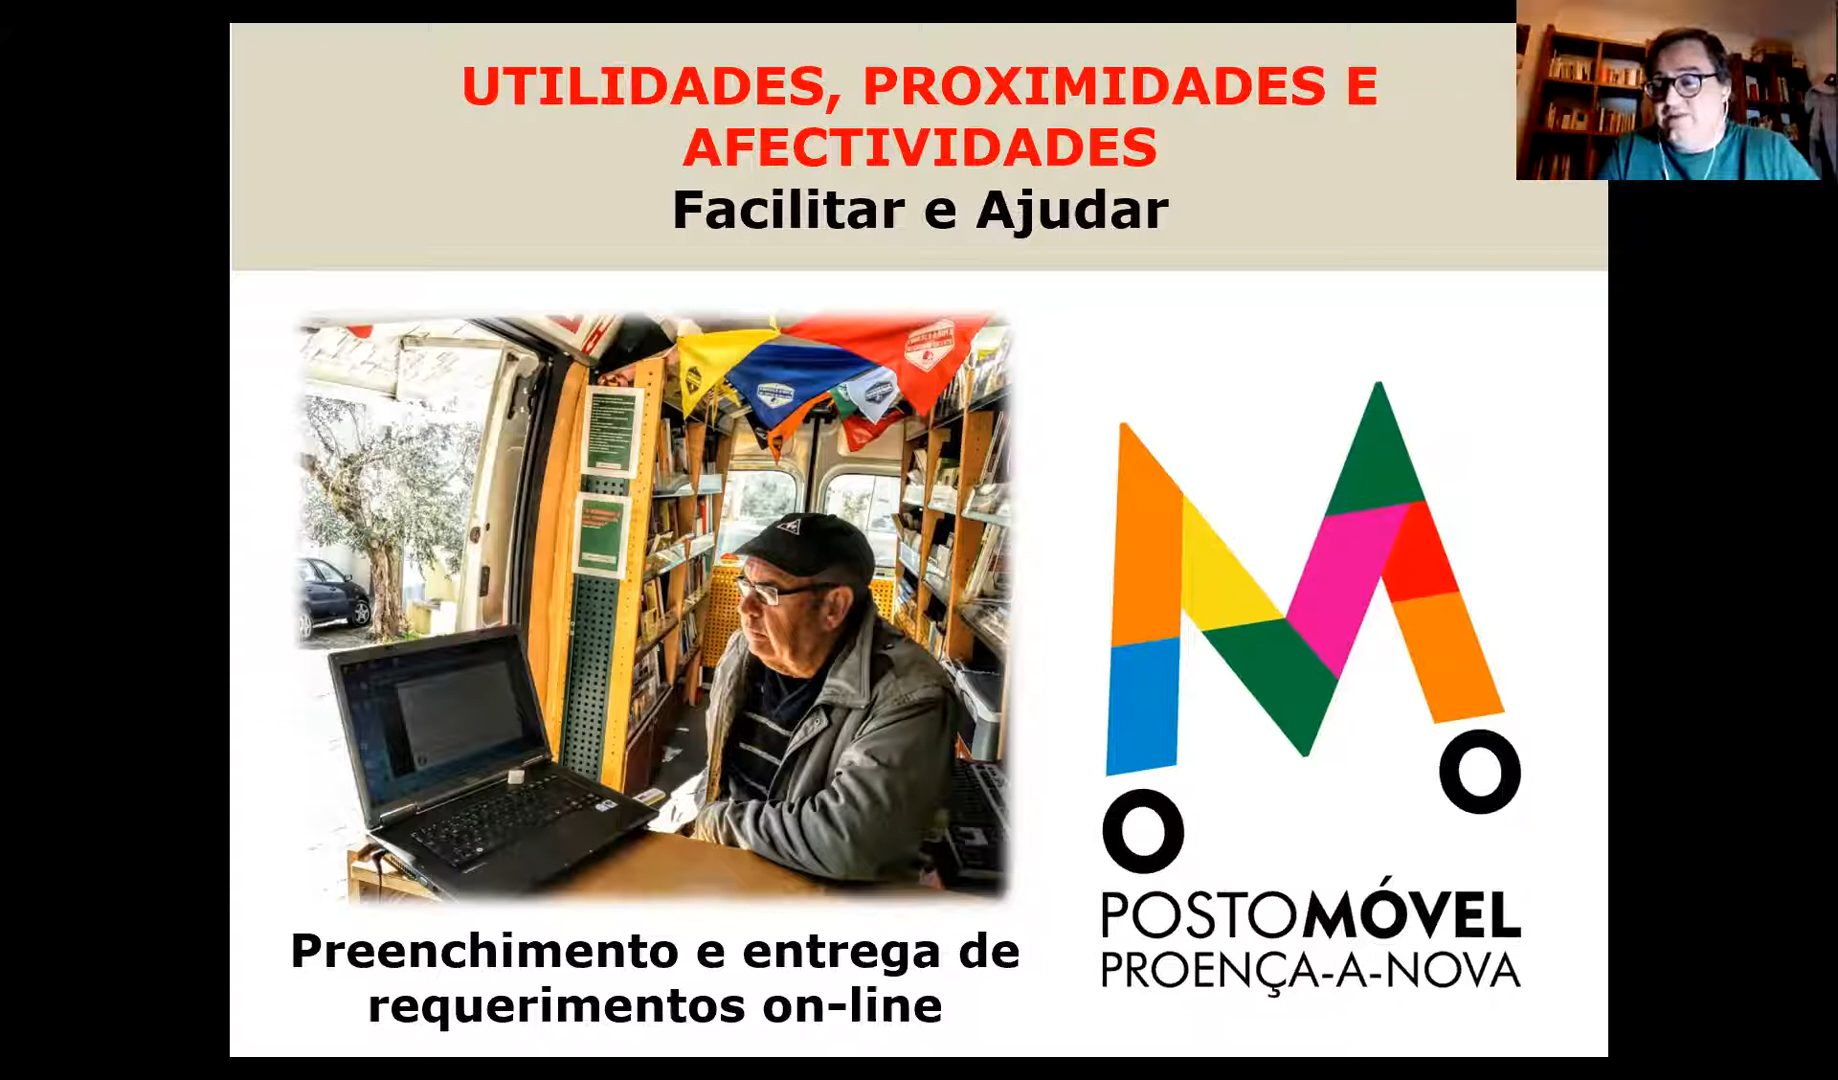 UTILIDADES, PROXIMIDADES E
AFECTIVIDADES
Facilitar e Ajudar
Preenchimento e entrega de
requerimentos on-line
POSTOMÓVEL
PROENÇA-A-NOVA